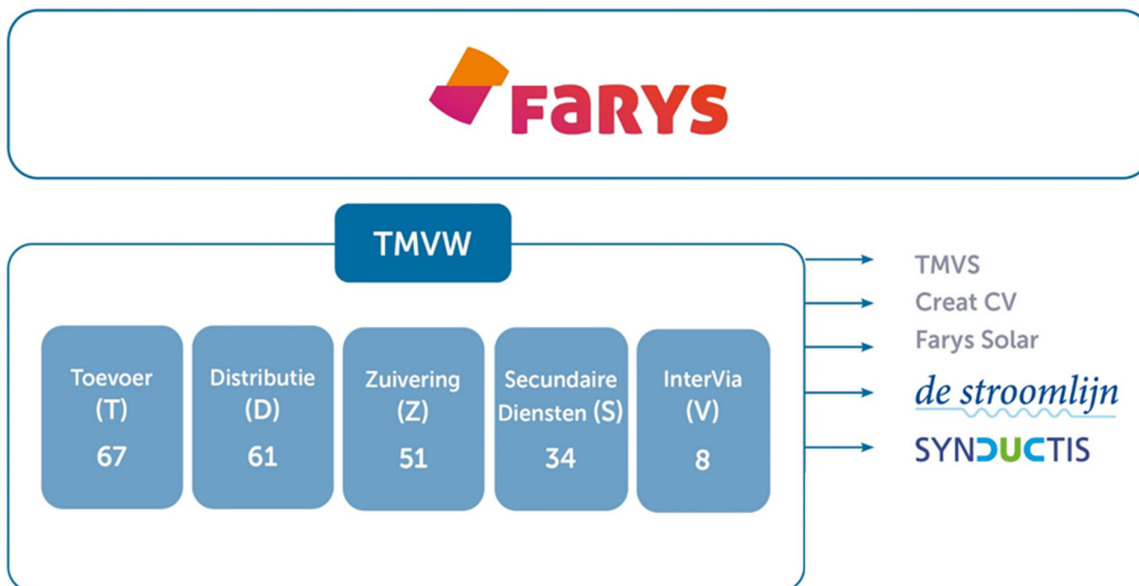 FARYS
TMVW
Toevoer
(T)
67
Distributie
(D)
61
Zuivering
(Z)
51
Secundaire
Diensten (S)
34
InterVia
(V)
8
TMVS
Creat CV
Farys Solar
de stroomlijn
SYNDUCTIS